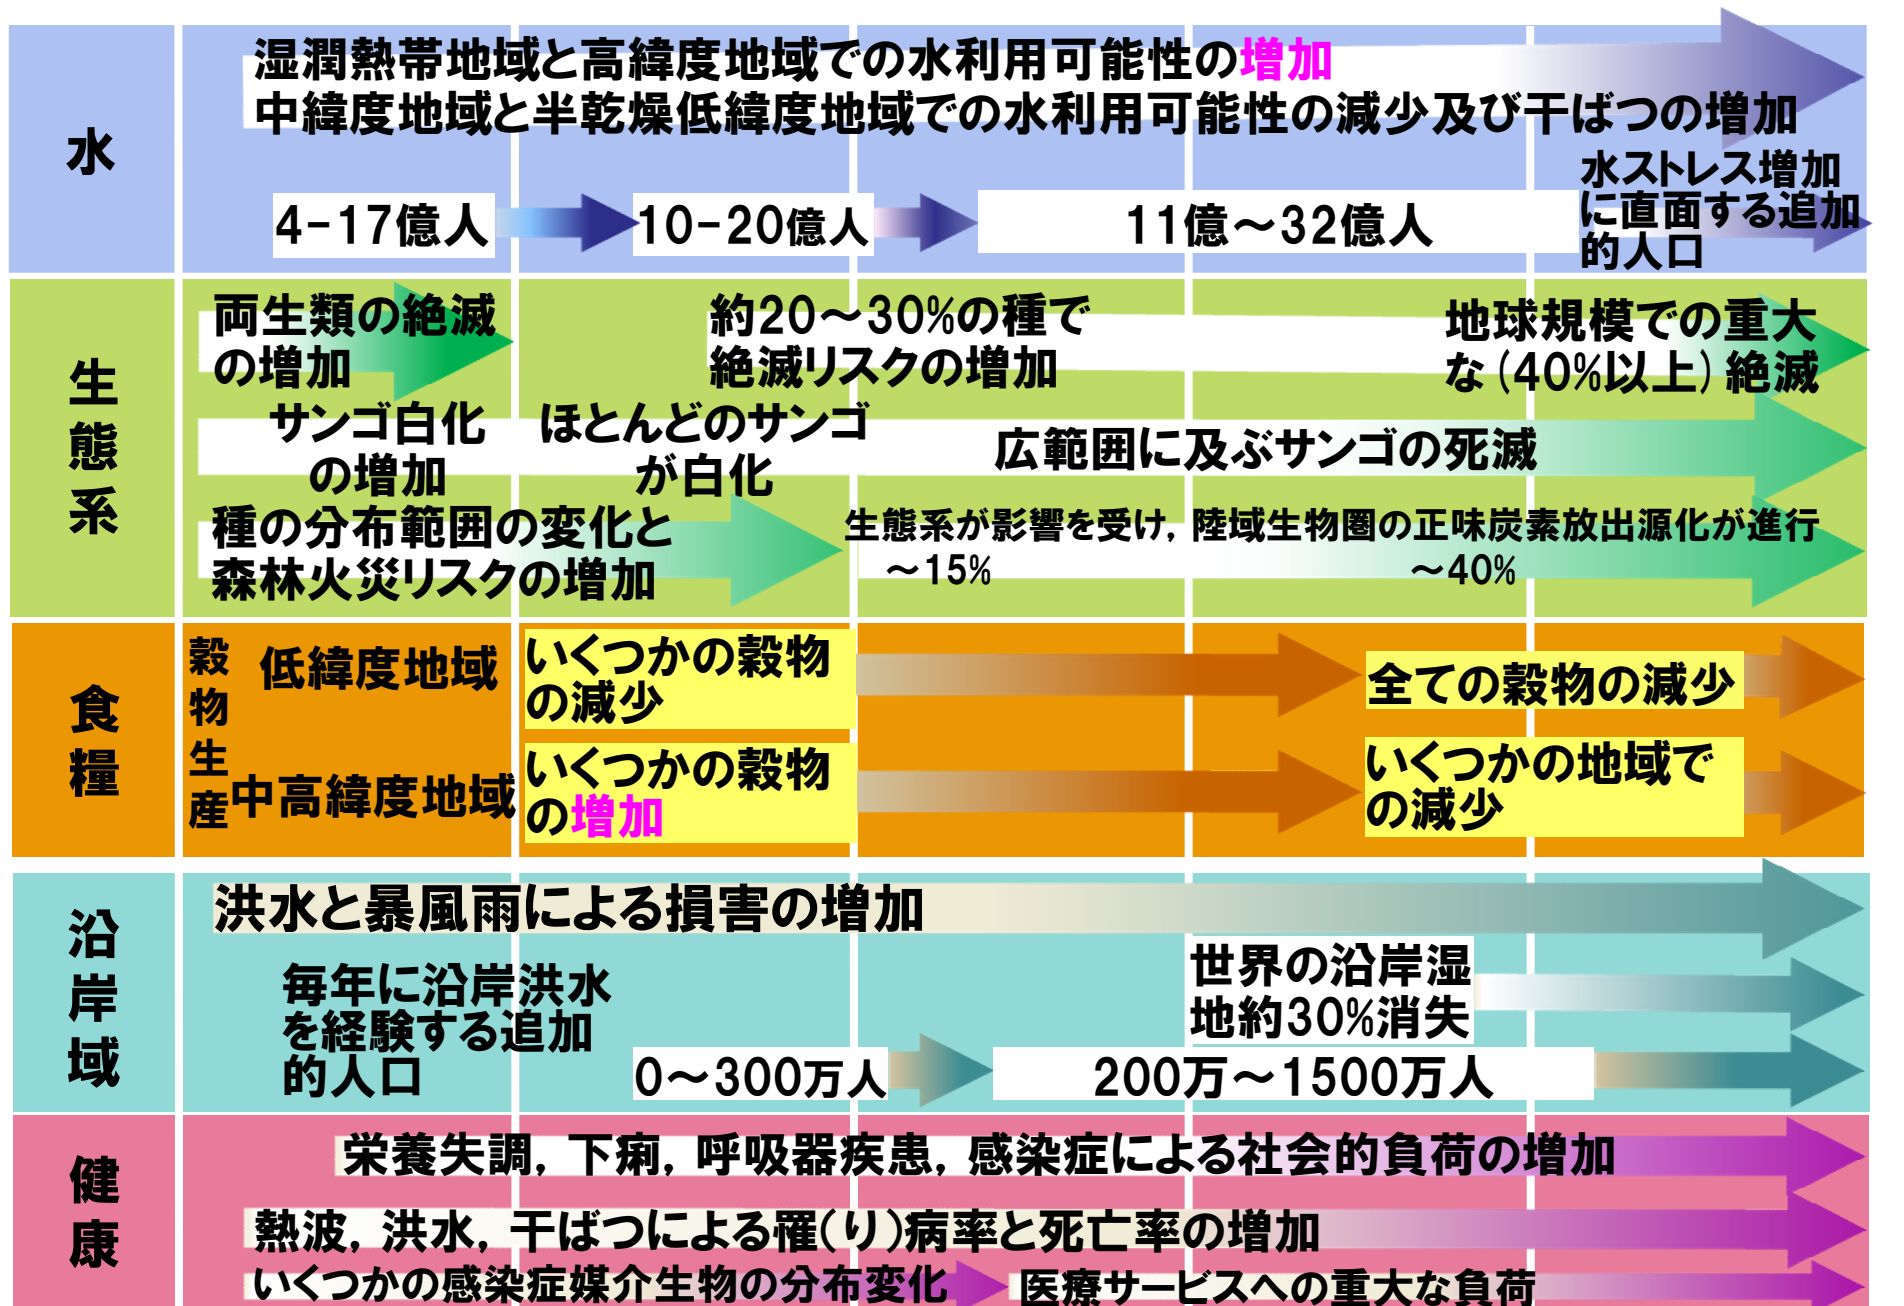 水
湿潤熱帯地域と高緯度地域での水利用可能性の増加
中緯度地域と半乾燥低緯度地域での水利用可能性の減少及び干ばつの増加
4-17億人
10-20億人
11億～32億人
水ストレス増加
に直面する追加
的人口
生態系
両生類の絶滅
の増加
約20～30%の種で
絶滅リスクの増加
地球規模での重大
な(40%以上)絶滅
サンゴ白化
の増加
ほとんどのサンゴ
が白化
広範囲に及ぶサンゴの死滅
種の分布範囲の変化と
森林火災リスクの増加
生態系が影響を受け, 陸域生物圏の正味炭素放出源化が進行
～15%
～40%
食糧
穀物生産
低緯度地域
いくつかの穀物
の減少
全ての穀物の減少
中高緯度地域
いくつかの穀物
の増加
いくつかの地域で
の減少
沿岸域
洪水と暴風雨による損害の増加
世界の沿岸湿
地約30%消失
毎年に沿岸洪水
を経験する追加
的人口
0～300万人
200万～1500万人
健康
栄養失調, 下痢, 呼吸器疾患, 感染症による社会的負荷の増加
熱波, 洪水, 干ばつによる罹(り)病率と死亡率の増加
いくつかの感染症媒介生物の分布変化
医療サービスへの重大な負荷